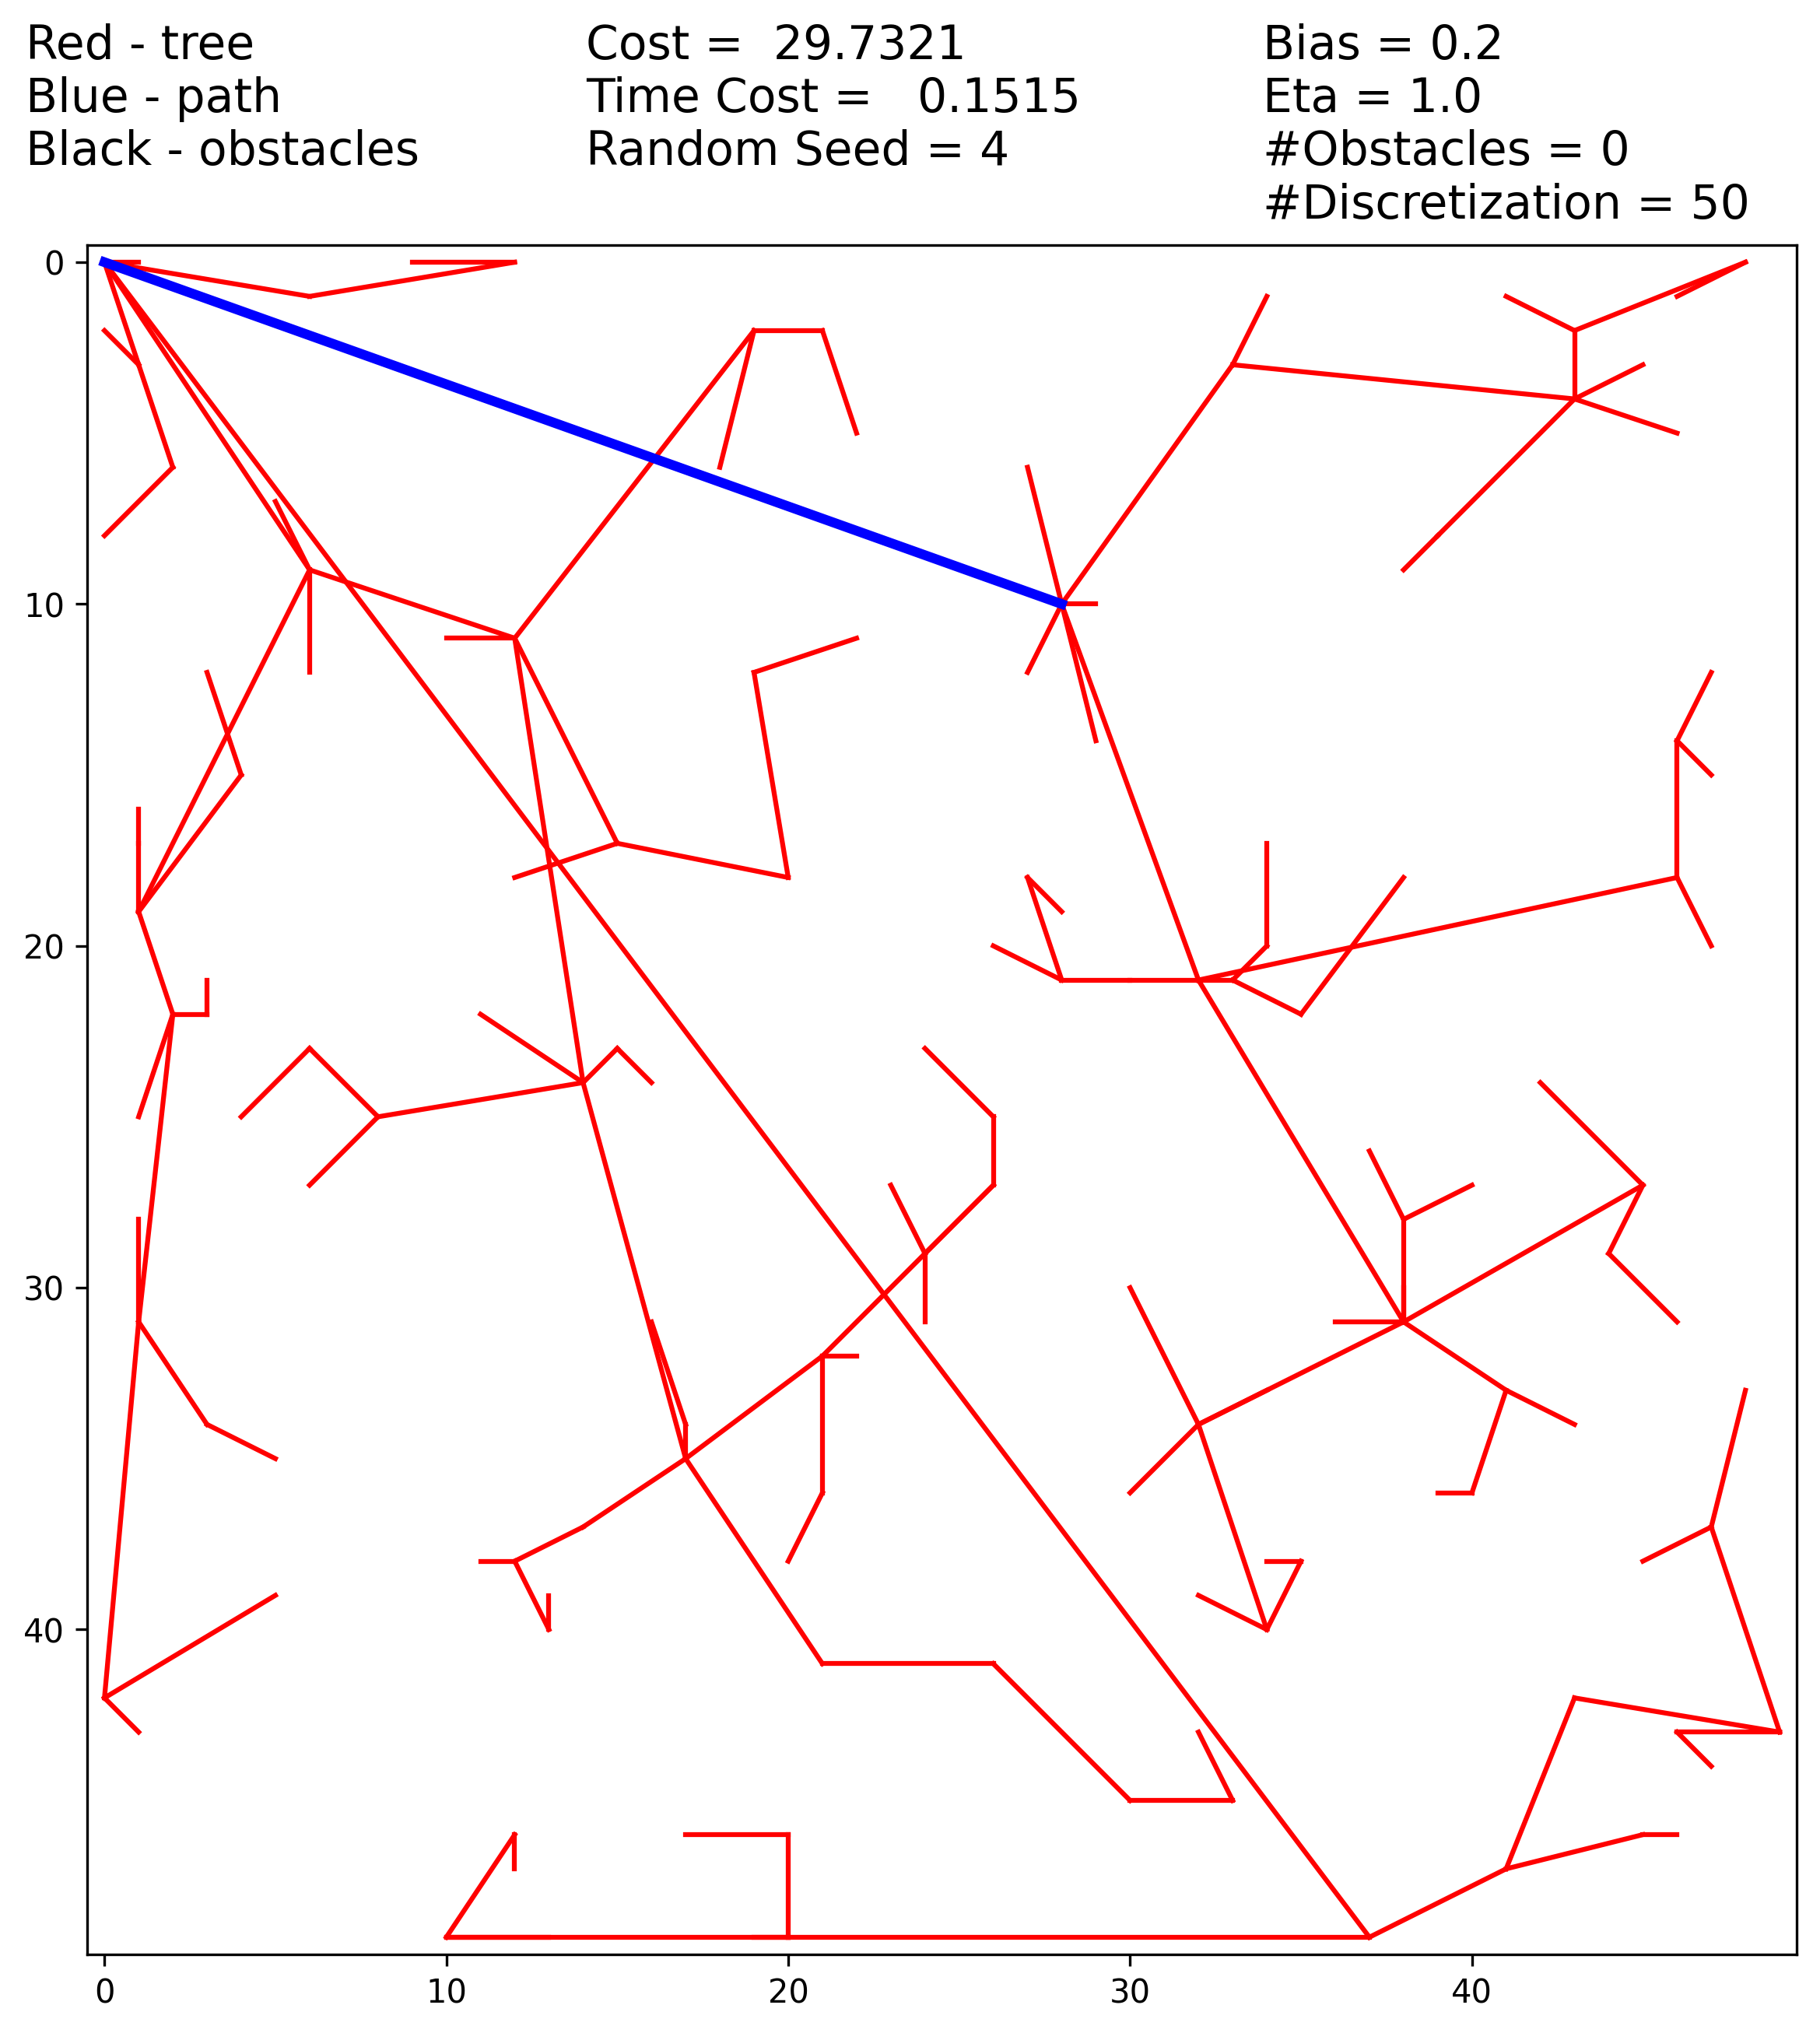 Red - tree
Blue - path
Black - obstacles
Cost = 29.7321
Time Cost = 0.1515
Random Seed = 4
Bias = 0.2
Eta = 1.0
#Obstacles = 0
#Discretization = 50
0
10
20
30
40
0 10 20 30 40